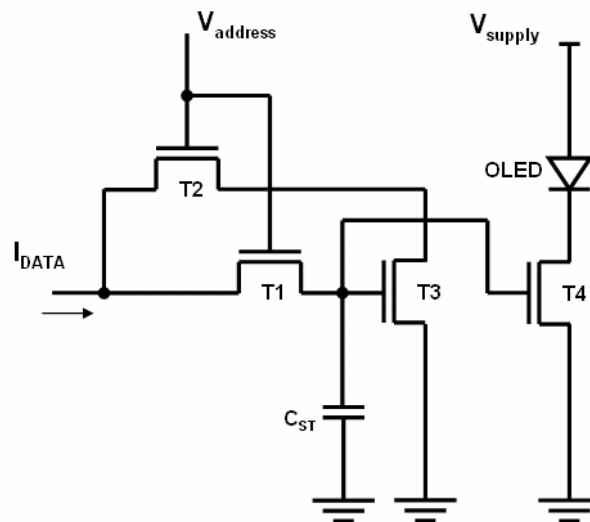 V_address
V_supply
T2
OLED
I_DATA
T1
T3
T4
C_ST